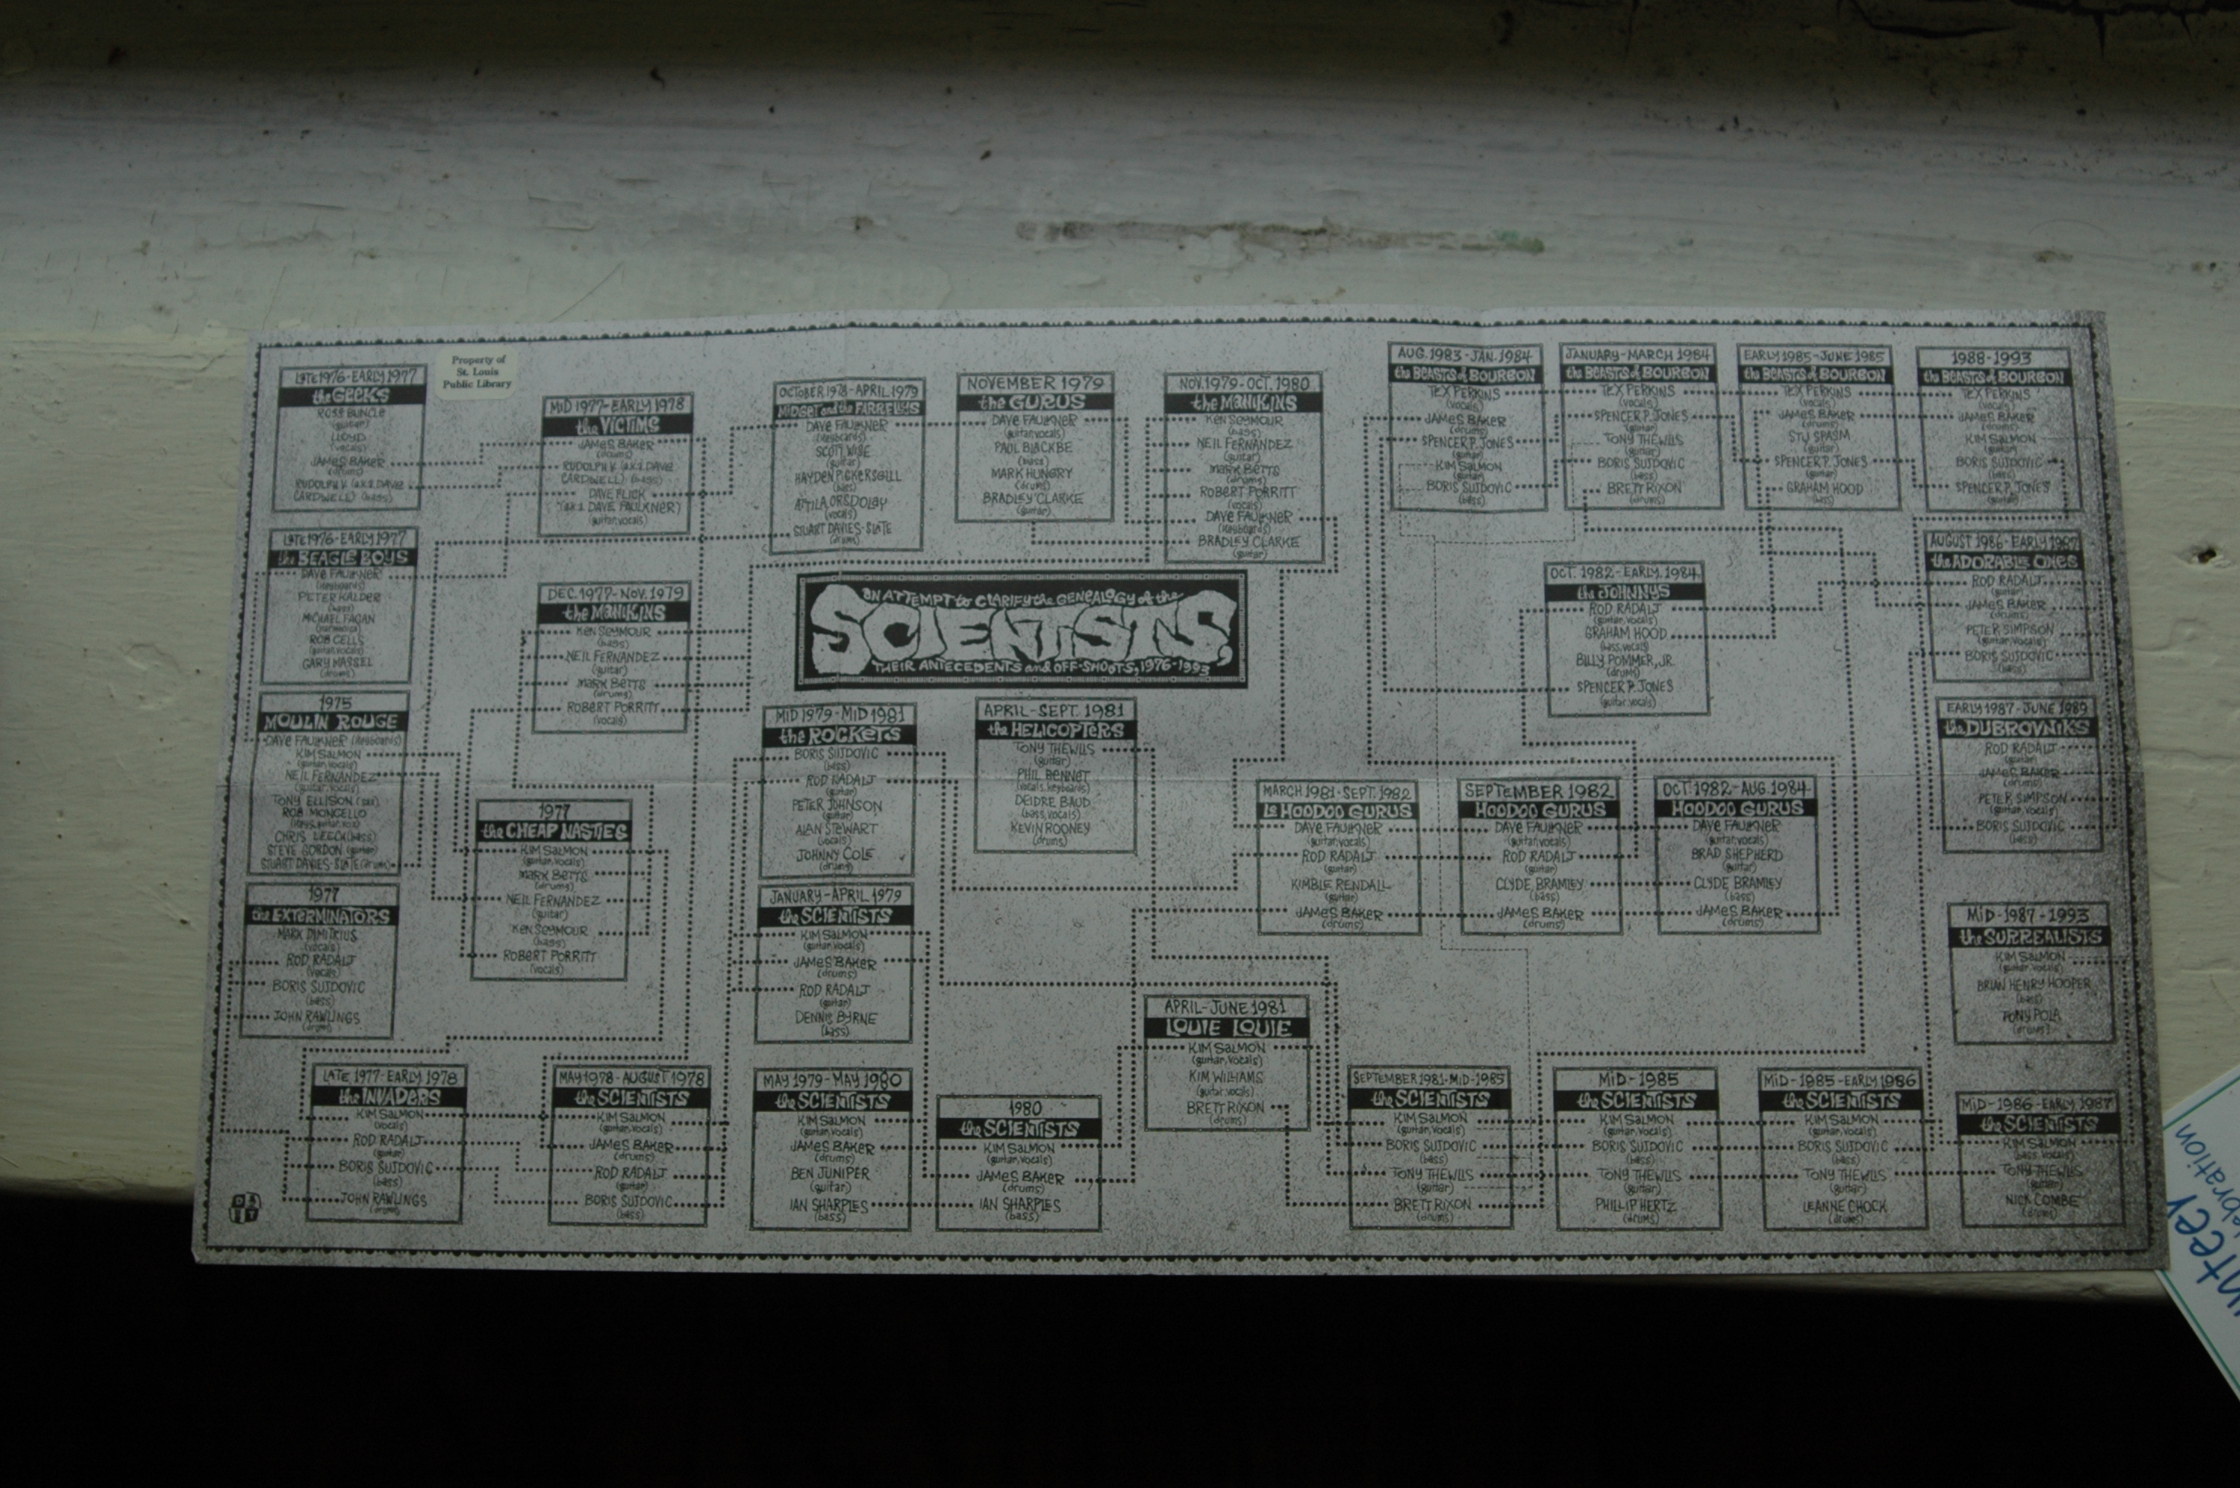 Property of
St. Louis
Public Library
AN ATTEMPT to CLARIFY the GENEALOGY of the
SCIENTISTS,
THEIR ANTECEDENTS and OFF-SHOOTS, 1976-1993
LATE 1976-EARLY 1977
the GEEKS
ROSS BUNCLE
(guitar)
LLOYD
(vocals)
JAMES BAKER
(drums)
RUDOLPH V (a.k.a. DAVE
CARDWELL) (bass)
LATE 1976-EARLY 1977
the BEAGLE BOYS
DAVE FAULKNER
(keyboards)
PETER KALDER
(bass)
MICHAEL FAGAN
(harmonica)
ROB CELLS
(guitar, vocals)
GARY MASSEL
(drums)
1975
MOULIN ROUGE
DAVE FAULKNER (keyboards)
KIM SALMON
(guitar, vocals)
NEIL FERNANDEZ
(guitar, vocals)
TONY ELLISON (sax)
ROB MONCELLO
CHRIS LEECH (bass)
STEVE GORDON (guitar)
STUART DAVIES-SLATE (drums)
1977
the EXTERMINATORS
MARK DIMITRIUS
(vocals)
ROD RADALJ
(vocals)
BORIS SUJDOVIC
(bass)
JOHN RAWLINGS
(drums)
LATE 1977-EARLY 1978
the INVADERS
KIM SALMON
(vocals)
ROD RADALJ
(guitar)
BORIS SUJDOVIC
(bass)
JOHN RAWLINGS
(drums)
MID 1977-EARLY 1978
the VICTIMS
JAMES BAKER
(drums)
RUDOLPH V (a.k.a. DAVE
CARDWELL) (bass)
DAVE FLICK
(a.k.a. DAVE FAULKNER)
(guitar, vocals)
DEC. 1977-NOV. 1979
the MANIKINS
KEN SEYMOUR
(bass)
NEIL FERNANDEZ
(guitar)
MARK BETTS
(drums)
ROBERT PORRITT
(vocals)
1977
the CHEAP NASTIES
KIM SALMON
(guitar, vocals)
MARK BETTS
(drums)
NEIL FERNANDEZ
(guitar)
KEN SEYMOUR
(bass)
ROBERT PORRITT
(vocals)
MAY 1978-AUGUST 1978
the SCIENTISTS
KIM SALMON
(guitar, vocals)
JAMES BAKER
(drums)
ROD RADALJ
(guitar)
BORIS SUJDOVIC
(bass)
OCTOBER 1978-APRIL 1979
MIDGET and the FARRELLYS
DAVE FAULKNER
(keyboards)
SCOTT WISE
(guitar)
HAYDEN PICKERSGILL
(bass)
ATTILA ORSDOLAY
(vocals)
STUART DAVIES-SLATE
(drums)
MID 1979-MID 1981
the ROCKETS
BORIS SUJDOVIC
(bass)
ROD RADALJ
(guitar)
PETER JOHNSON
(guitar)
ALAN STEWART
(vocals)
JOHNNY COLE
(drums)
JANUARY-APRIL 1979
the SCIENTISTS
KIM SALMON
(guitar, vocals)
JAMES BAKER
(drums)
ROD RADALJ
(guitar)
DENNIS BYRNE
(bass)
MAY 1979-MAY 1980
the SCIENTISTS
KIM SALMON
(guitar, vocals)
JAMES BAKER
(drums)
BEN JUNIPER
(guitar)
IAN SHARPLES
(bass)
NOVEMBER 1979
the GURUS
DAVE FAULKNER
(guitar, vocals)
PAUL BLACKBE
(bass)
MARK HUNGRY
(drums)
BRADLEY CLARKE
(guitar)
APRIL-SEPT. 1981
the HELICOPTERS
TONY THEWLIS
(guitar)
PHIL BENNET
(vocals, keyboards)
DEIDRE BAUD
(bass, vocals)
KEVIN ROONEY
(drums)
1980
the SCIENTISTS
KIM SALMON
(guitar, vocals)
JAMES BAKER
(drums)
IAN SHARPLES
(bass)
NOV. 1979-OCT. 1980
the MANIKINS
KEN SEYMOUR
(bass)
NEIL FERNANDEZ
(guitar)
MARK BETTS
(drums)
ROBERT PORRITT
(vocals)
DAVE FAULKNER
(keyboards)
BRADLEY CLARKE
(guitar)
APRIL-JUNE 1981
LOUIE LOUIE
KIM SALMON
(guitar, vocals)
KIM WILLIAMS
(guitar, vocals)
BRETT RIXON
(drums)
AUG. 1983-JAN. 1984
the BEASTS of BOURBON
TEX PERKINS
(vocals)
JAMES BAKER
(drums)
SPENCER P. JONES
(guitar)
KIM SALMON
(guitar)
BORIS SUJDOVIC
(bass)
JANUARY-MARCH 1984
the BEASTS of BOURBON
TEX PERKINS
(vocals)
SPENCER P. JONES
(guitar)
TONY THEWLIS
(guitar)
BORIS SUJDOVIC
(bass)
BRETT RIXON
(drums)
EARLY 1985-JUNE 1985
the BEASTS of BOURBON
TEX PERKINS
(vocals)
JAMES BAKER
(drums)
STU SPASM
(guitar)
SPENCER P. JONES
(guitar)
GRAHAM HOOD
(bass)
1988-1993
the BEASTS of BOURBON
TEX PERKINS
(vocals)
JAMES BAKER
(drums)
KIM SALMON
(guitar)
BORIS SUJDOVIC
(bass)
SPENCER P. JONES
(guitar)
OCT. 1982-EARLY 1984
the JOHNNYS
ROD RADALJ
(guitar, vocals)
GRAHAM HOOD
(bass, vocals)
BILLY POMMER, JR.
(drums)
SPENCER P. JONES
(guitar, vocals)
AUGUST 1986-EARLY 1987
the ADORABLE ONES
ROD RADALJ
(guitar, vocals)
JAMES BAKER
(drums)
PETER SIMPSON
(guitar, vocals)
BORIS SUJDOVIC
(bass)
EARLY 1987-JUNE 1989
the DUBROVNIKS
ROD RADALJ
(guitar, vocals)
JAMES BAKER
(drums)
PETER SIMPSON
(guitar, vocals)
BORIS SUJDOVIC
(bass)
MARCH 1981-SEPT. 1982
Le HOODOO GURUS
DAVE FAULKNER
(guitar, vocals)
ROD RADALJ
(guitar)
KIMBLE RENDALL
(guitar)
JAMES BAKER
(drums)
SEPTEMBER 1982
HOODOO GURUS
DAVE FAULKNER
(guitar, vocals)
ROD RADALJ
(guitar)
CLYDE BRAMLEY
(bass)
JAMES BAKER
(drums)
OCT. 1982-AUG. 1984
HOODOO GURUS
DAVE FAULKNER
(guitar, vocals)
BRAD SHEPHERD
(guitar)
CLYDE BRAMLEY
(bass)
JAMES BAKER
(drums)
MID-1987-1993
the SURREALISTS
KIM SALMON
(guitar, vocals)
BRIAN HENRY HOOPER
(bass)
TONY POLA
(drums)
SEPTEMBER 1981-MID-1985
the SCIENTISTS
KIM SALMON
(guitar, vocals)
BORIS SUJDOVIC
(bass)
TONY THEWLIS
(guitar)
BRETT RIXON
(drums)
MID-1985
the SCIENTISTS
KIM SALMON
(guitar, vocals)
BORIS SUJDOVIC
(bass)
TONY THEWLIS
(guitar)
PHILLIP HERTZ
(drums)
MID-1985-EARLY 1986
the SCIENTISTS
KIM SALMON
(guitar, vocals)
BORIS SUJDOVIC
(bass)
TONY THEWLIS
(guitar)
LEANNE CHOCK
(drums)
MID-1986-EARLY 1987
the SCIENTISTS
KIM SALMON
(guitar, vocals)
TONY THEWLIS
(guitar)
NICK COMBE
(drums)
unteer
ebration